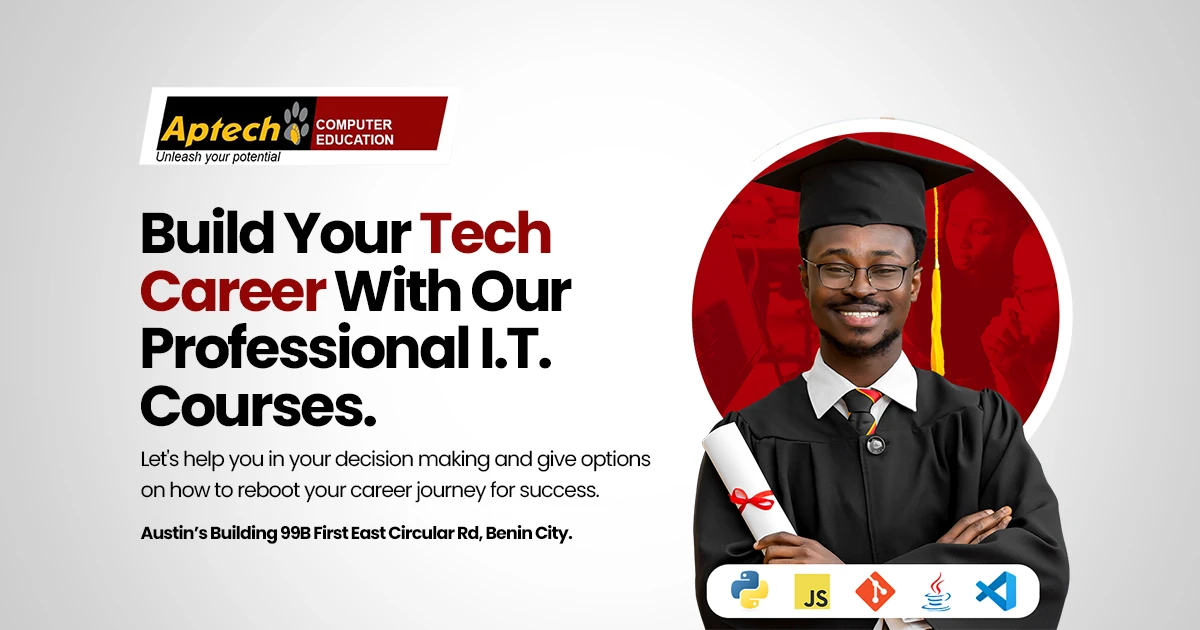 Aptech
COMPUTER
EDUCATION
Unleash your potential
Build Your Tech
Career With Our
Professional I.T.
Courses.
Let's help you in your decision making and give options
on how to reboot your career journey for success.
Austin’s Building 99B First East Circular Rd, Benin City.
JS